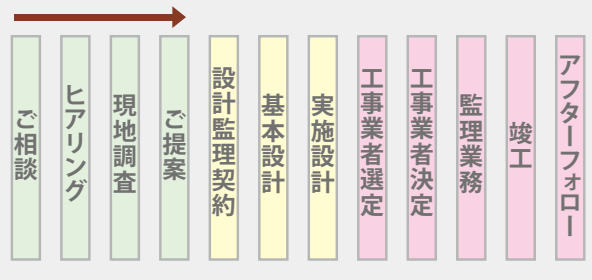 ご相談
ヒアリング
現地調査
ご提案
設計監理契約
基本設計
実施設計
工事業者選定
工事業者決定
監理業務
竣工
アフターフォロー